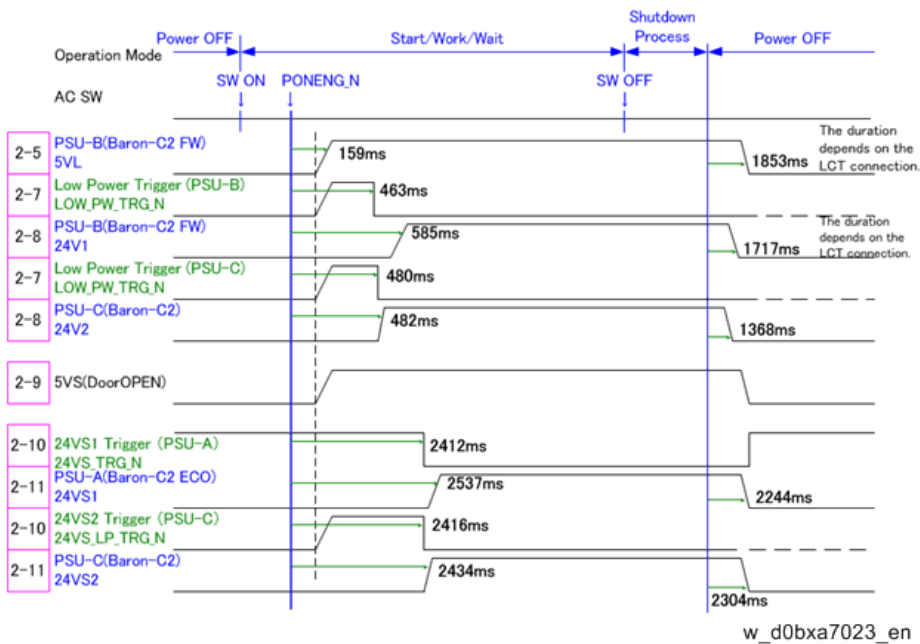 Shutdown
Power OFF Start/Work/Wait Process Power OFF
Operation Mode
SW ON PONENG_N SW OFF
AC SW
2-5 PSU-B(Baron-C2 FW)
5VL
159ms
1853ms
The duration
depends on the
LCT connection.
2-7 Low Power Trigger (PSU-B)
LOW_PW_TRG_N
463ms
2-8 PSU-B(Baron-C2 FW)
24V1
585ms
1717ms
The duration
depends on the
LCT connection.
2-7 Low Power Trigger (PSU-C)
LOW_PW_TRG_N
480ms
2-8 PSU-C(Baron-C2)
24V2
482ms
1368ms
2-9 5VS(DoorOPEN)
2-10 24VS1 Trigger (PSU-A)
24VS_TRG_N
2412ms
2-11 PSU-A(Baron-C2 ECO)
24VS1
2537ms
2244ms
2-10 24VS2 Trigger (PSU-C)
24VS_LP_TRG_N
2416ms
2-11 PSU-C(Baron-C2)
24VS2
2434ms
2304ms
w_d0bxa7023_en